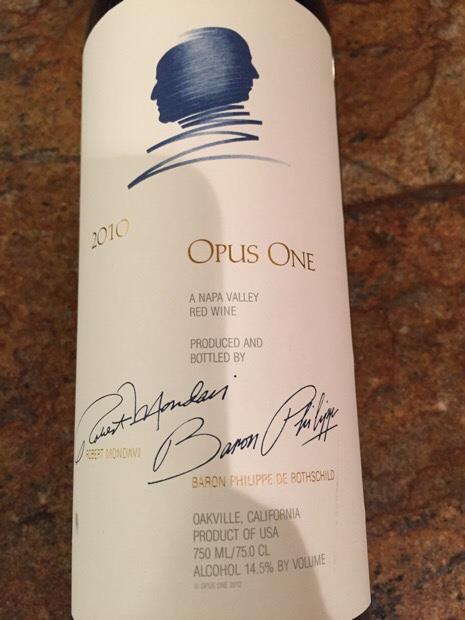 2010
OPUS ONE
A NAPA VALLEY
RED WINE
PRODUCED AND
BOTTLED BY
Robert Mondavi
ROBERT MONDAVI
Baron Philippe
BARON PHILIPPE DE ROTHSCHILD
OAKVILLE, CALIFORNIA
PRODUCT OF USA
750 ML/75.0 CL
ALCOHOL 14.5% BY VOLUME
© OPUS ONE 2012